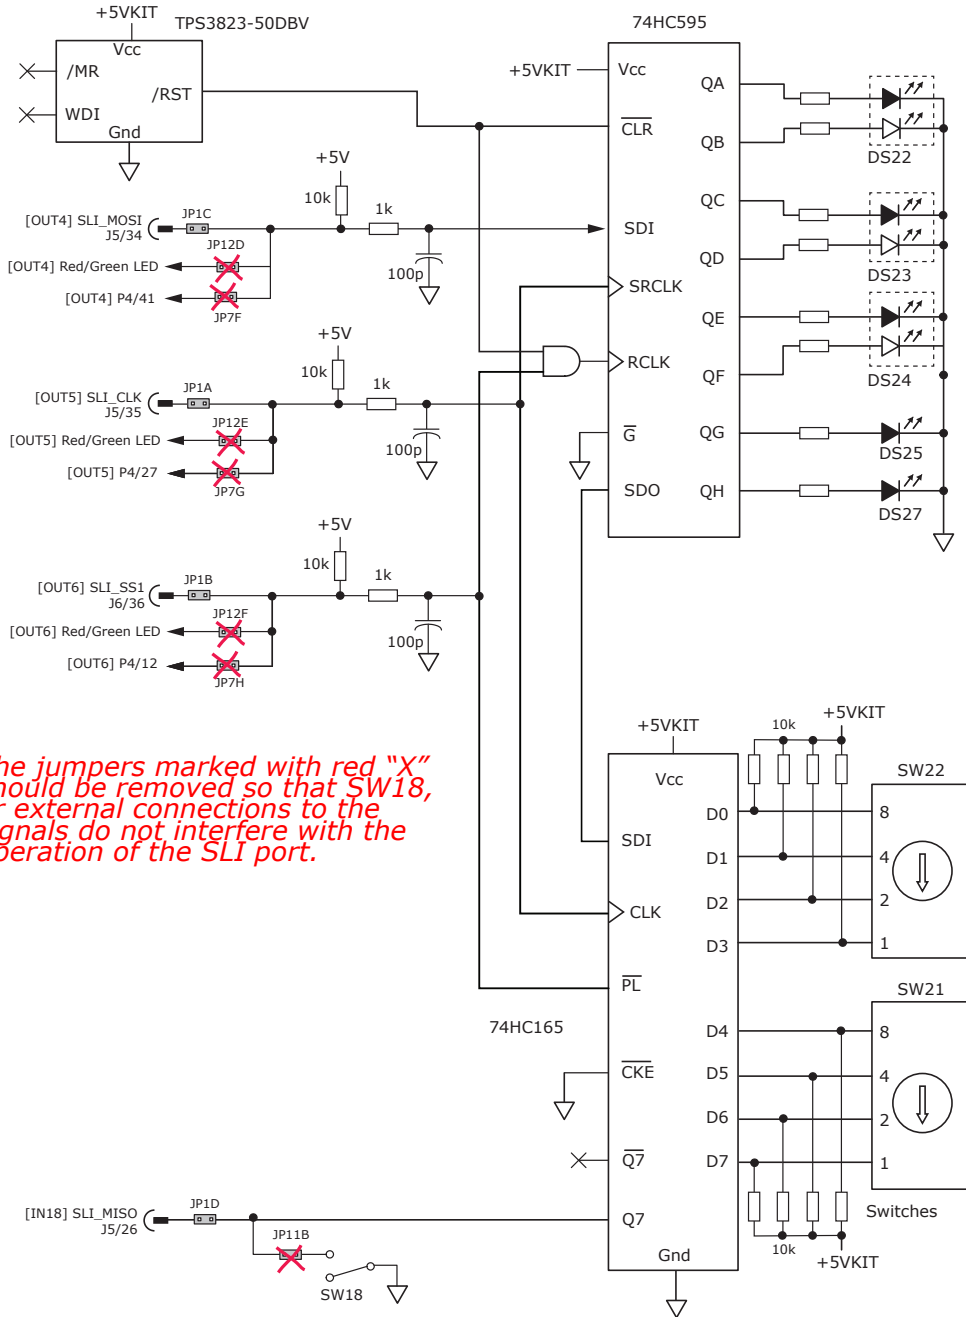 +5VKIT
TPS3823-50DBV
Vcc
/MR
/RST
WDI
Gnd
74HC595
+5VKIT
Vcc
QA
CLR
QB
DS22
QC
SDI
QD
DS23
SRCLK
QE
RCLK
QF
DS24
G
QG
DS25
SDO
QH
DS27
+5V
10k
1k
[OUT4] SLI_MOSI
J5/34
JP1C
JP12D
[OUT4] Red/Green LED
[OUT4] P4/41
JP7F
100p
+5V
10k
1k
[OUT5] SLI_CLK
J5/35
JP1A
JP12E
[OUT5] Red/Green LED
[OUT5] P4/27
JP7G
100p
+5V
10k
1k
[OUT6] SLI_SS1
J6/36
JP1B
JP12F
[OUT6] Red/Green LED
[OUT6] P4/12
JP7H
100p
he jumpers marked with red “X”
hould be removed so that SW18,
r external connections to the
gnals do not interfere with the
peration of the SLI port.
+5VKIT
10k
+5VKIT
Vcc
SW22
D0
8
SDI
D1
4
D2
2
CLK
D3
1
PL
SW21
74HC165
D4
8
CKE
D5
4
D6
2
Q7
D7
1
Switches
Q7
10k
+5VKIT
Gnd
[IN18] SLI_MISO
J5/26
JP1D
JP11B
SW18